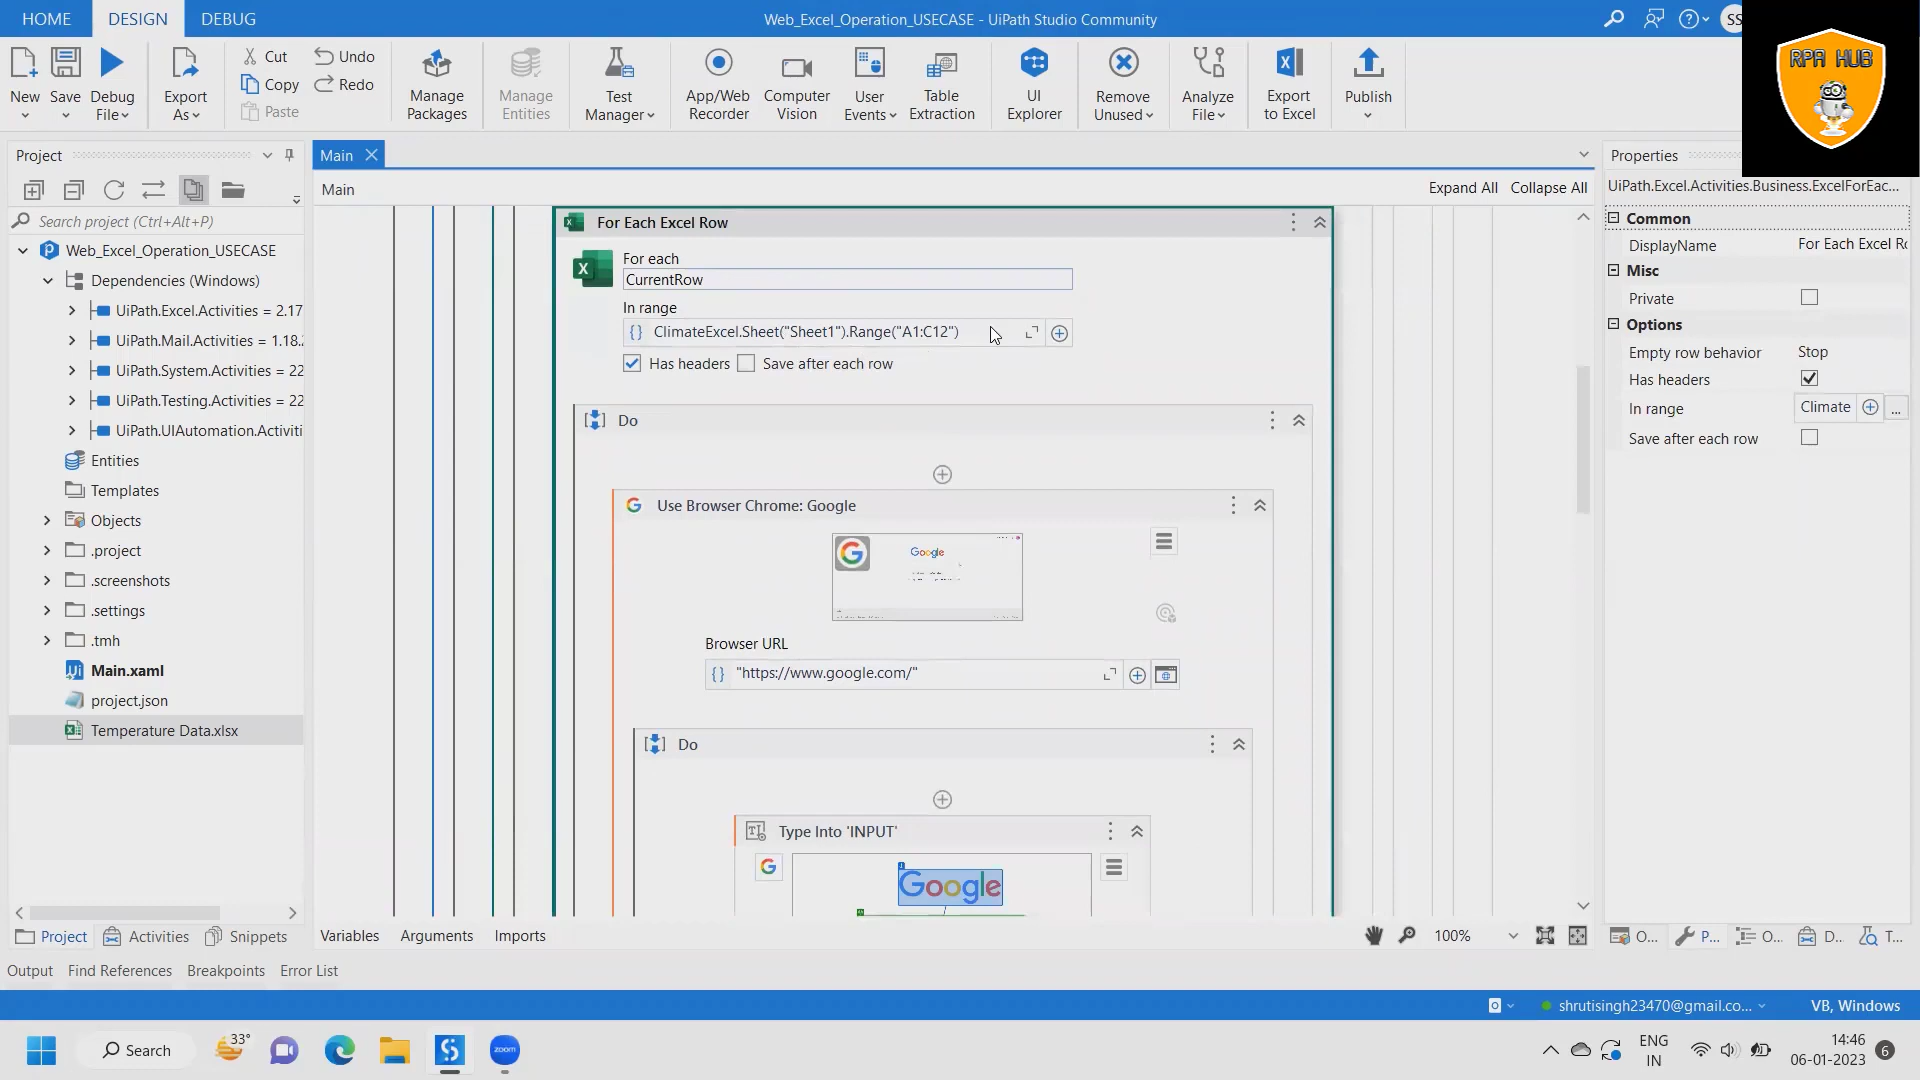 HOME
DESIGN
DEBUG
Web_Excel_Operation_USECASE - UiPath Studio Community
SS
RPA HUB
New
Save
Debug File
Export As
Cut
Copy
Paste
Undo
Redo
Manage Packages
Manage Entities
Test Manager
App/Web Recorder
Computer Vision
User Events
Table Extraction
UI Explorer
Remove Unused
Analyze File
Export to Excel
Publish
Project
Search project (Ctrl+Alt+P)
Web_Excel_Operation_USECASE
Dependencies (Windows)
UiPath.Excel.Activities = 2.17
UiPath.Mail.Activities = 1.18.
UiPath.System.Activities = 22
UiPath.Testing.Activities = 22
UiPath.UIAutomation.Activiti
Entities
Templates
Objects
.project
.screenshots
.settings
.tmh
Main.xaml
project.json
Temperature Data.xlsx
Project
Activities
Snippets
Main
Main
Expand All
Collapse All
For Each Excel Row
For each
CurrentRow
In range
ClimateExcel.Sheet("Sheet1").Range("A1:C12")
Has headers
Save after each row
Do
Use Browser Chrome: Google
Google
Browser URL
"https://www.google.com/"
Do
Type Into 'INPUT'
Google
Variables
Arguments
Imports
100%
Properties
UiPath.Excel.Activities.Business.ExcelForEac...
Common
DisplayName
For Each Excel Ro
Misc
Private
Options
Empty row behavior
Stop
Has headers
In range
Climate
...
Save after each row
O...
P...
O...
D...
T...
Output
Find References
Breakpoints
Error List
shrutisingh23470@gmail.co...
VB, Windows
33°
Search
zoom
ENG
IN
14:46
06-01-2023
6